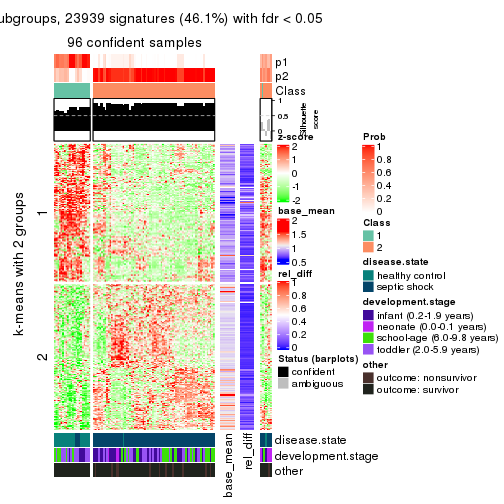 ubgroups, 23939 signatures (46.1%) with fdr < 0.05
96 confident samples
p1
p2
Class
1
0.5
0
Silhouette
score
k-means with 2 groups
1
2
z-score
2
1
0
-1
-2
base_mean
2
1.5
1
0.5
rel_diff
1
0.8
0.6
0.4
0.2
0
Status (barplots)
confident
ambiguous
Prob
1
0.8
0.6
0.4
0.2
0
Class
1
2
disease.state
healthy control
septic shock
development.stage
infant (0.2-1.9 years)
neonate (0.0-0.1 years)
school-age (6.0-9.8 years)
toddler (2.0-5.9 years)
other
outcome: nonsurvivor
outcome: survivor
disease.state
development.stage
other
base_mean
rel_diff